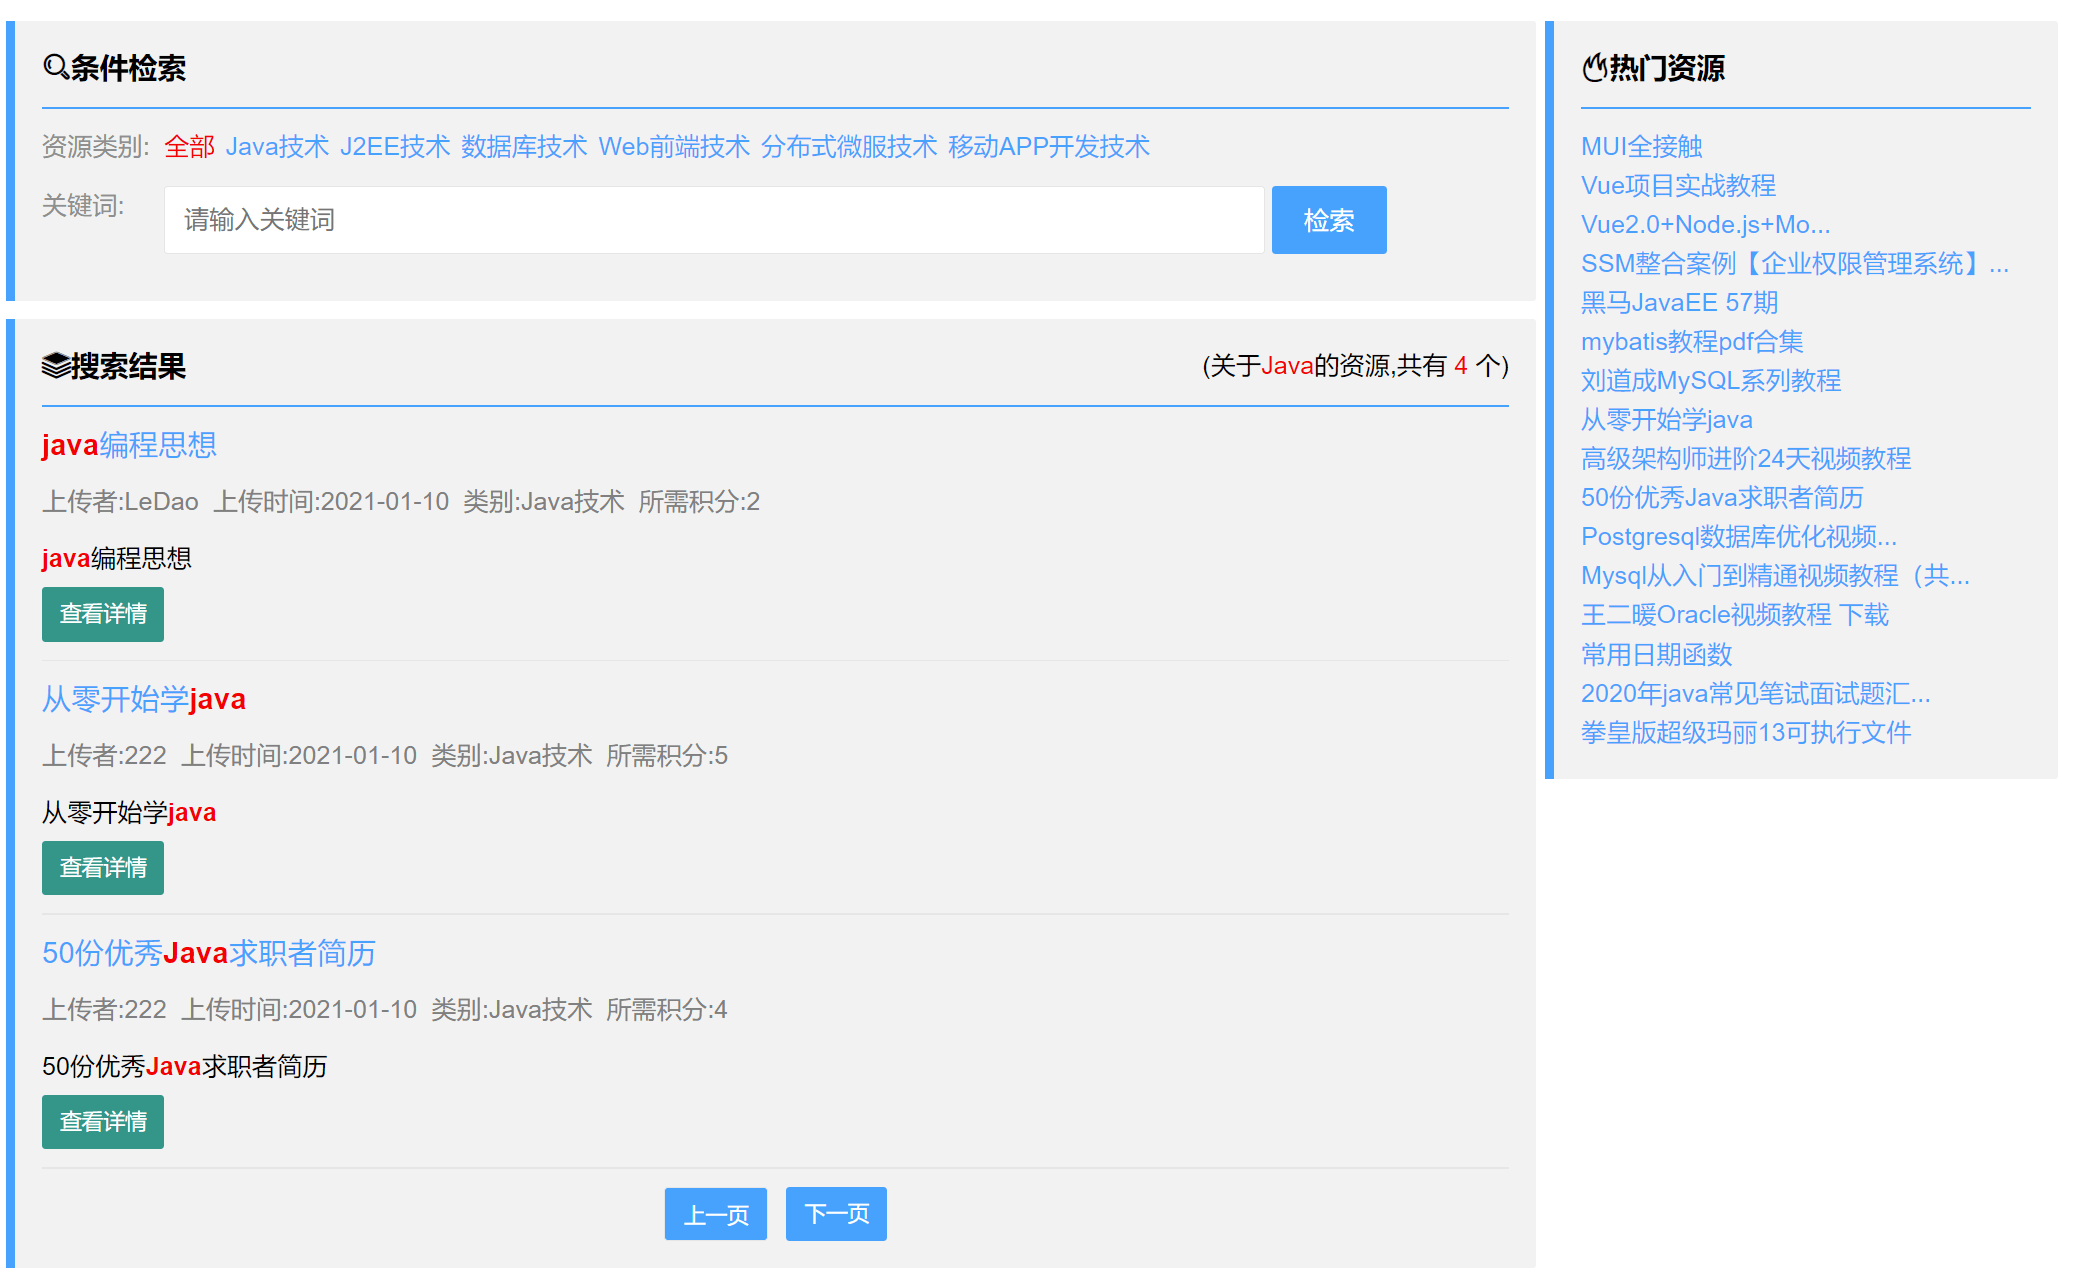 条件检索
资源类别: 全部 Java技术 J2EE技术 数据库技术 Web前端技术 分布式微服技术 移动APP开发技术
关键词: 请输入关键词 检索
搜索结果 (关于Java的资源,共有 4 个)
java编程思想
上传者:LeDao 上传时间:2021-01-10 类别:Java技术 所需积分:2
java编程思想
查看详情
从零开始学java
上传者:222 上传时间:2021-01-10 类别:Java技术 所需积分:5
从零开始学java
查看详情
50份优秀Java求职者简历
上传者:222 上传时间:2021-01-10 类别:Java技术 所需积分:4
50份优秀Java求职者简历
查看详情
上一页 下一页
热门资源
MUI全接触
Vue项目实战教程
Vue2.0+Node.js+Mo...
SSM整合案例【企业权限管理系统】...
黑马JavaEE 57期
mybatis教程pdf合集
刘道成MySQL系列教程
从零开始学java
高级架构师进阶24天视频教程
50份优秀Java求职者简历
Postgresql数据库优化视频...
Mysql从入门到精通视频教程（共...
王二暖Oracle视频教程 下载
常用日期函数
2020年java常见笔试面试题汇...
拳皇版超级玛丽13可执行文件